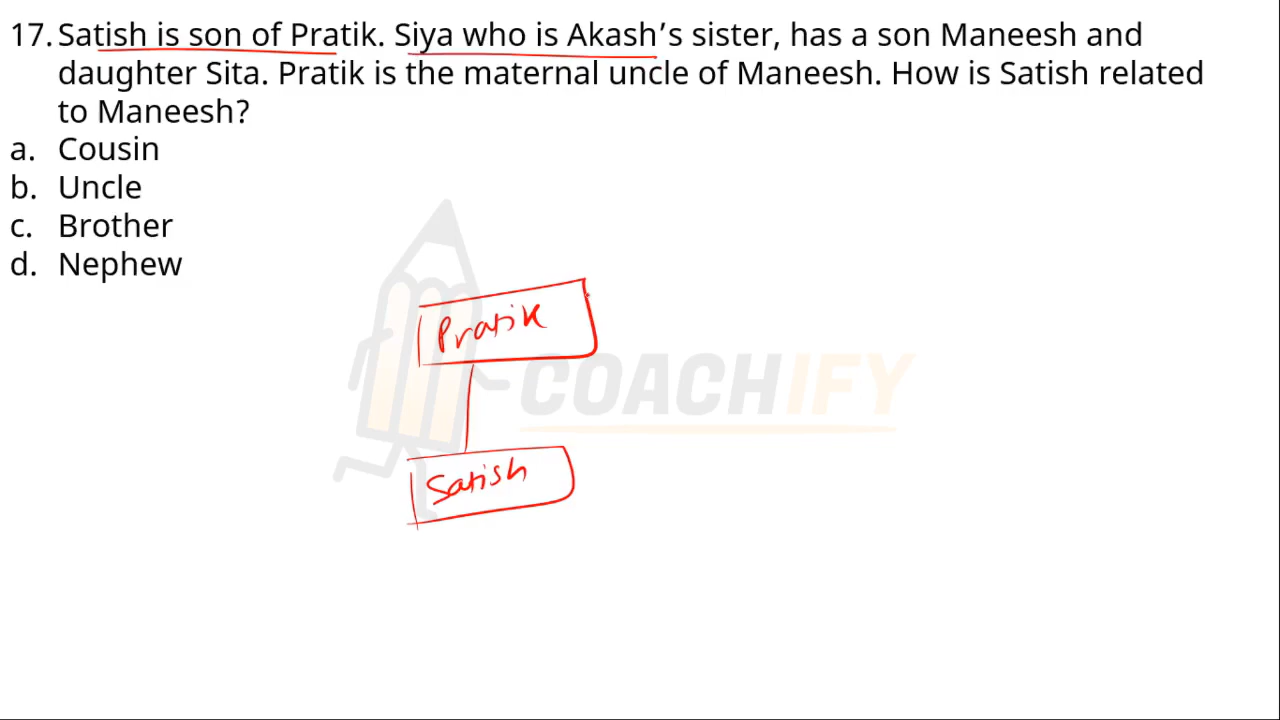 17. Satish is son of Pratik. Siya who is Akash’s sister, has a son Maneesh and
daughter Sita. Pratik is the maternal uncle of Maneesh. How is Satish related
to Maneesh?
a. Cousin
b. Uncle
c. Brother
d. Nephew
Pratik
COACHIFY
Satish